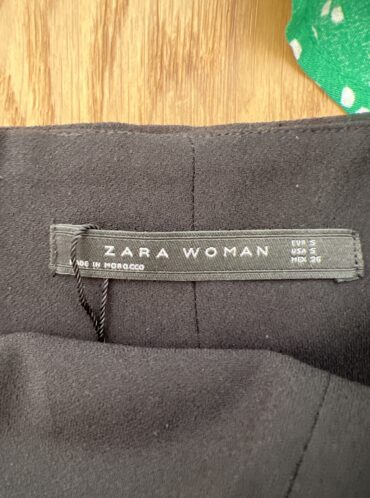 ZARA WOMAN
MADE IN MOROCCO
EUR S
USA S
MEX 26